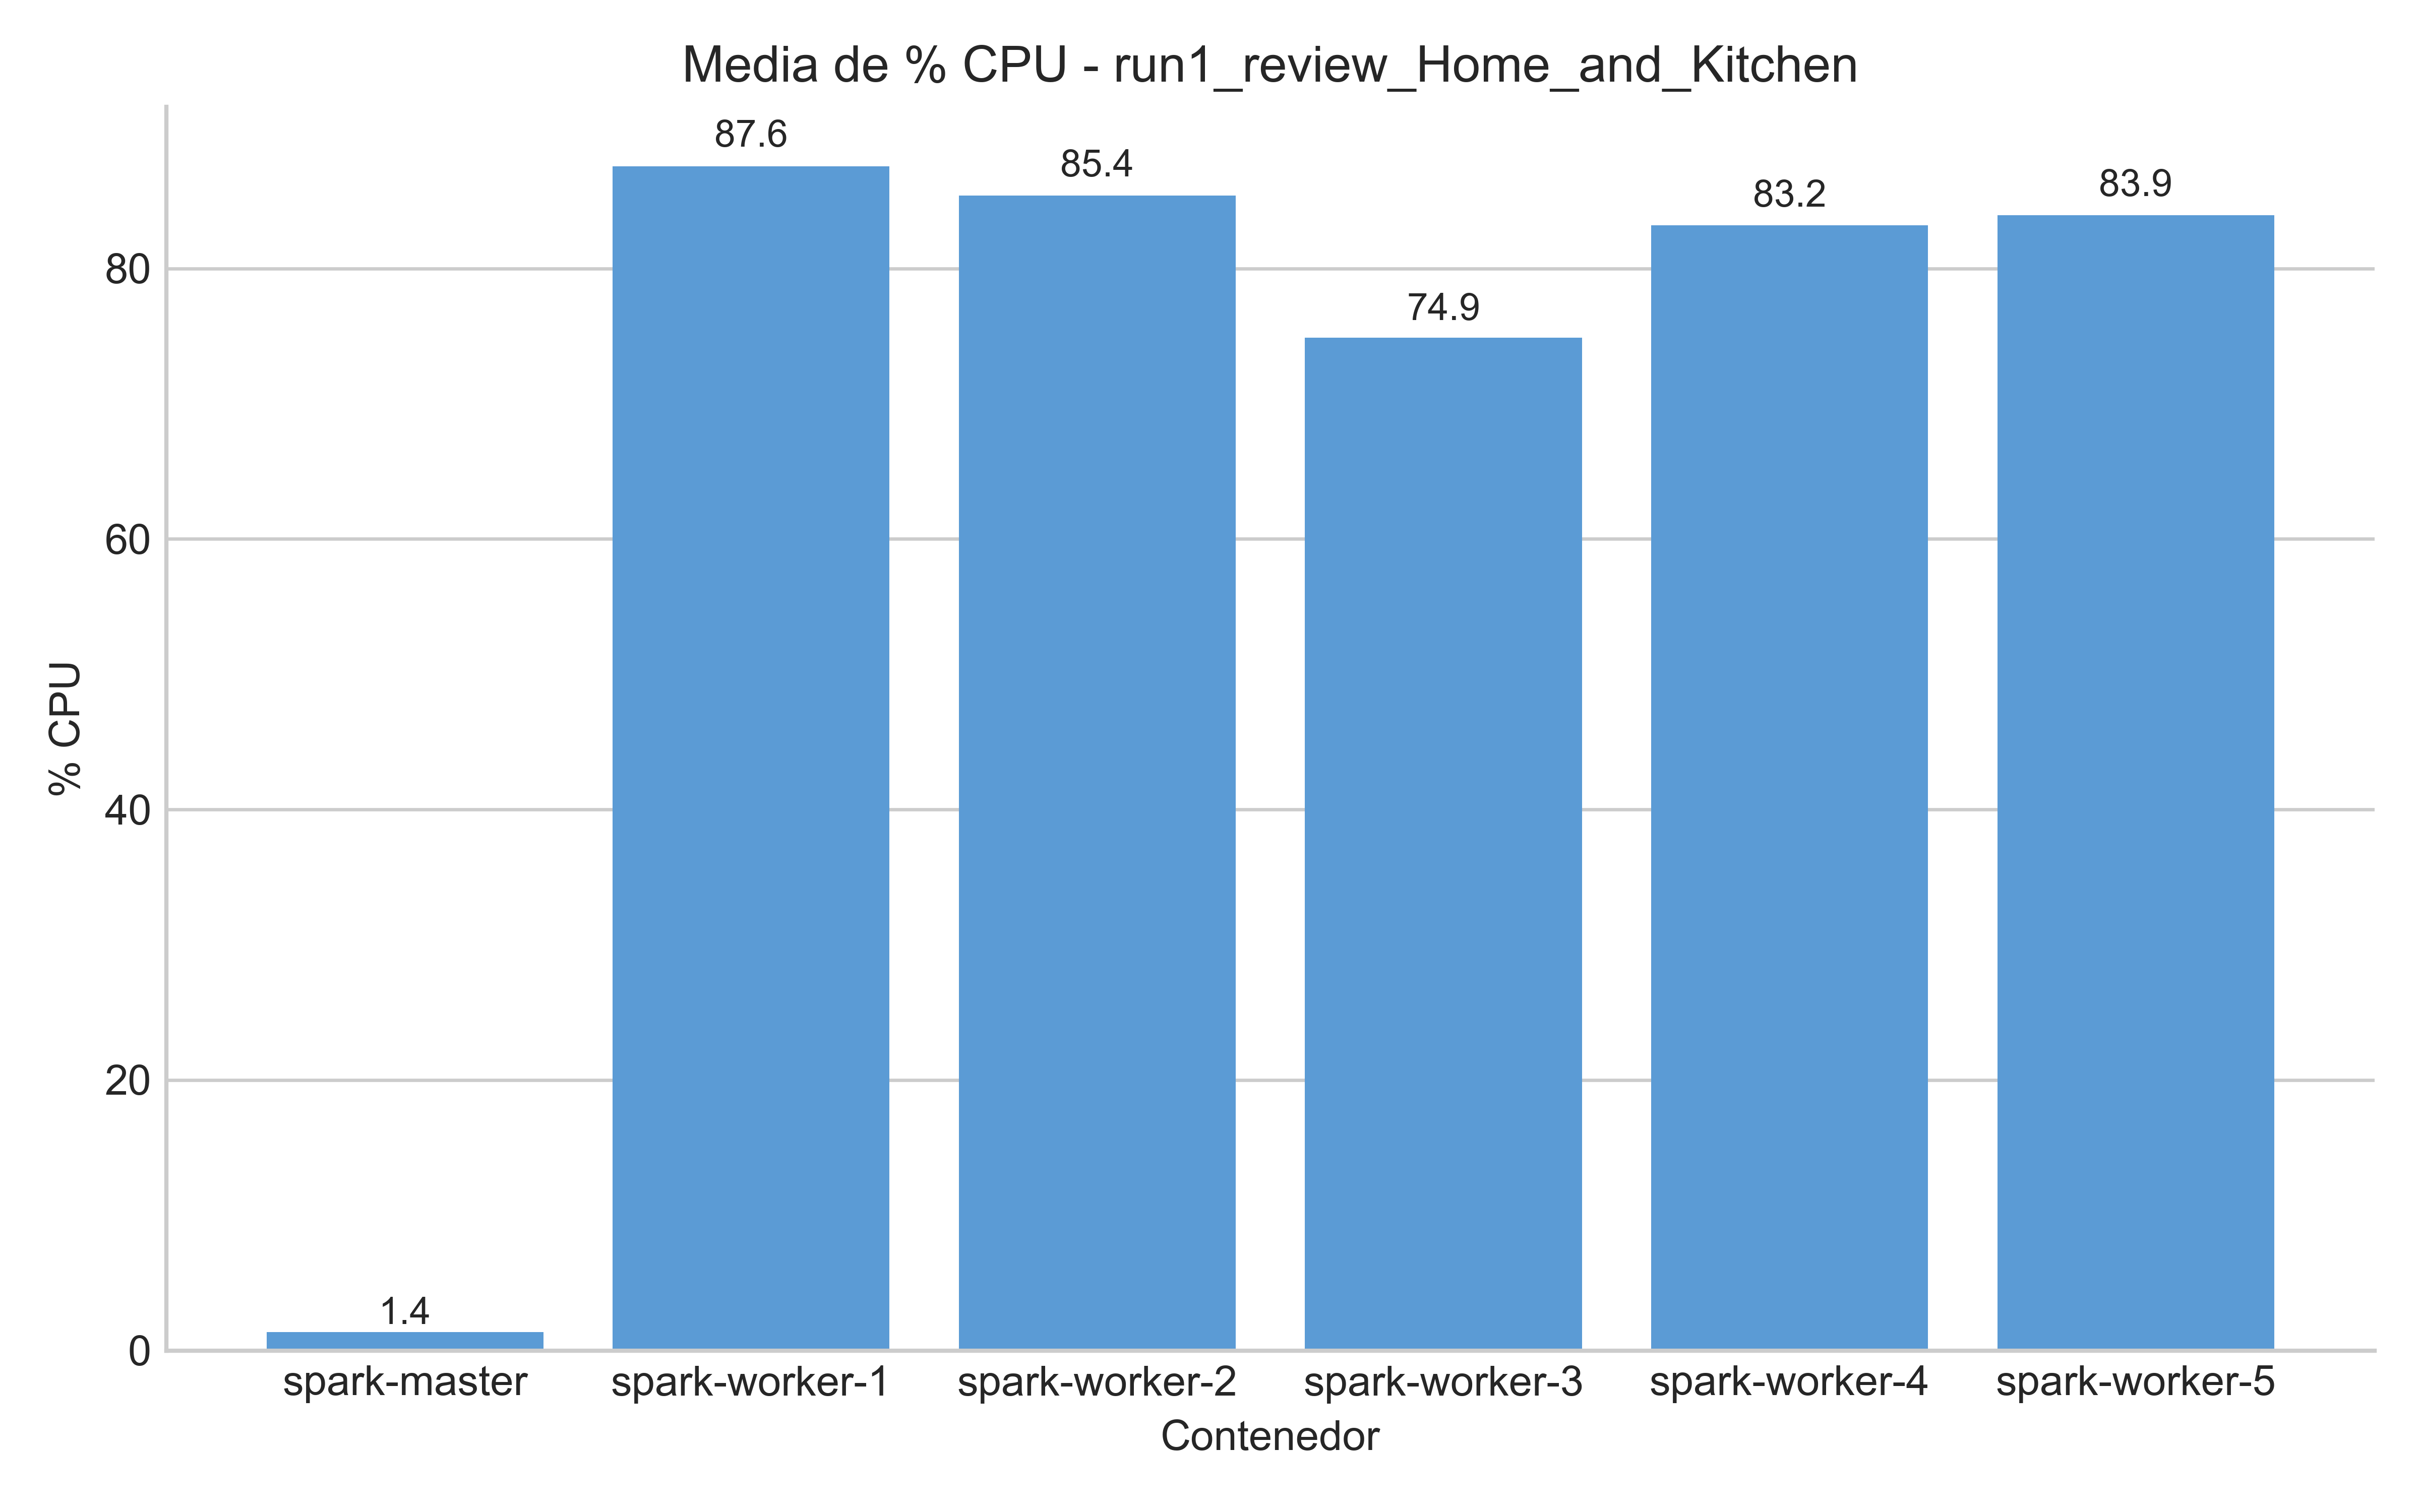 Media de % CPU - run1_review_Home_and_Kitchen
87.6
85.4
74.9
83.2
83.9
1.4
80
60
40
20
0
% CPU
spark-master
spark-worker-1
spark-worker-2
spark-worker-3
spark-worker-4
spark-worker-5
Contenedor